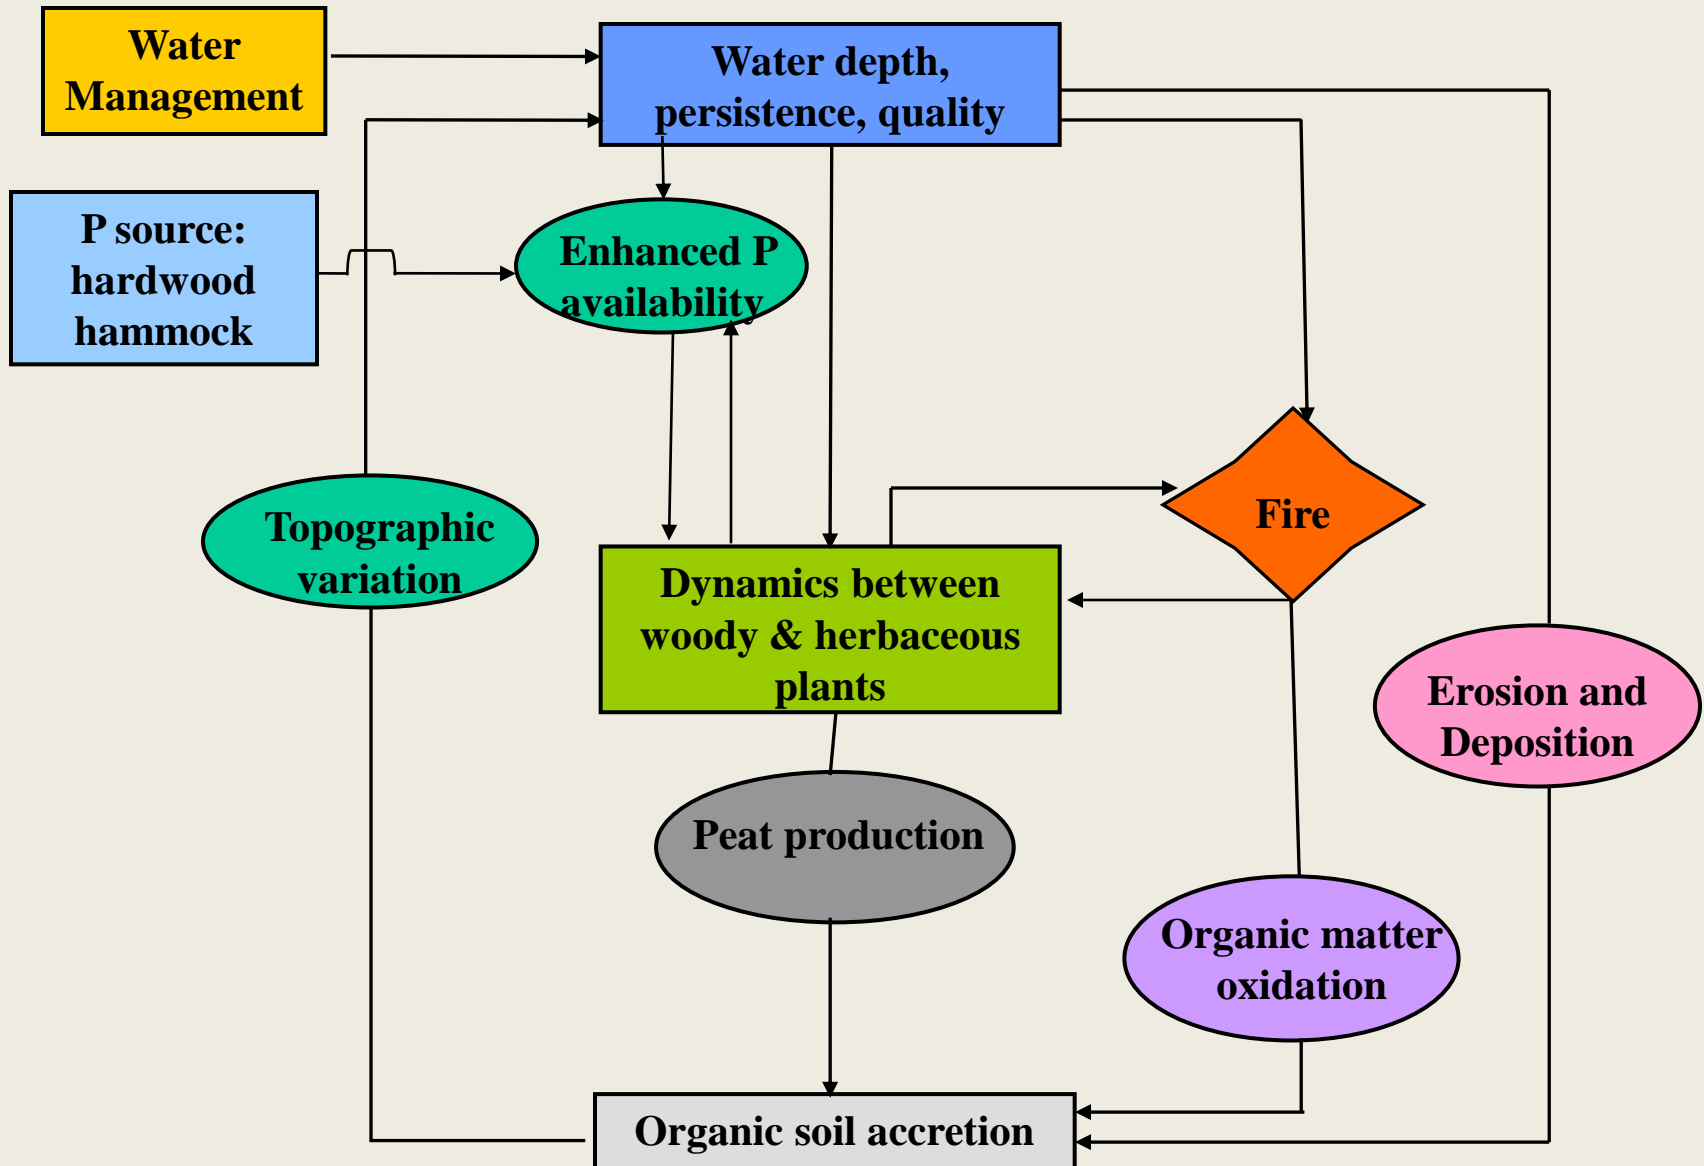 Water
Management
Water depth,
persistence, quality
P source:
hardwood
hammock
Enhanced P
availability
Topographic
variation
Fire
Dynamics between
woody & herbaceous
plants
Erosion and
Deposition
Peat production
Organic matter
oxidation
Organic soil accretion